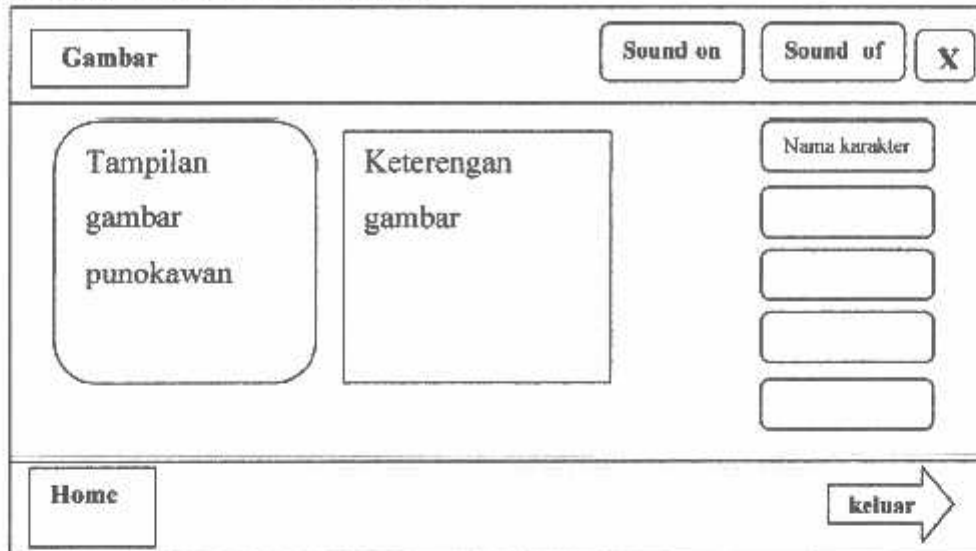 Gambar
Sound on
Sound of
X
Tampilan
gambar
punokawan
Keterengan
gambar
Nama karakter
Home
keluar